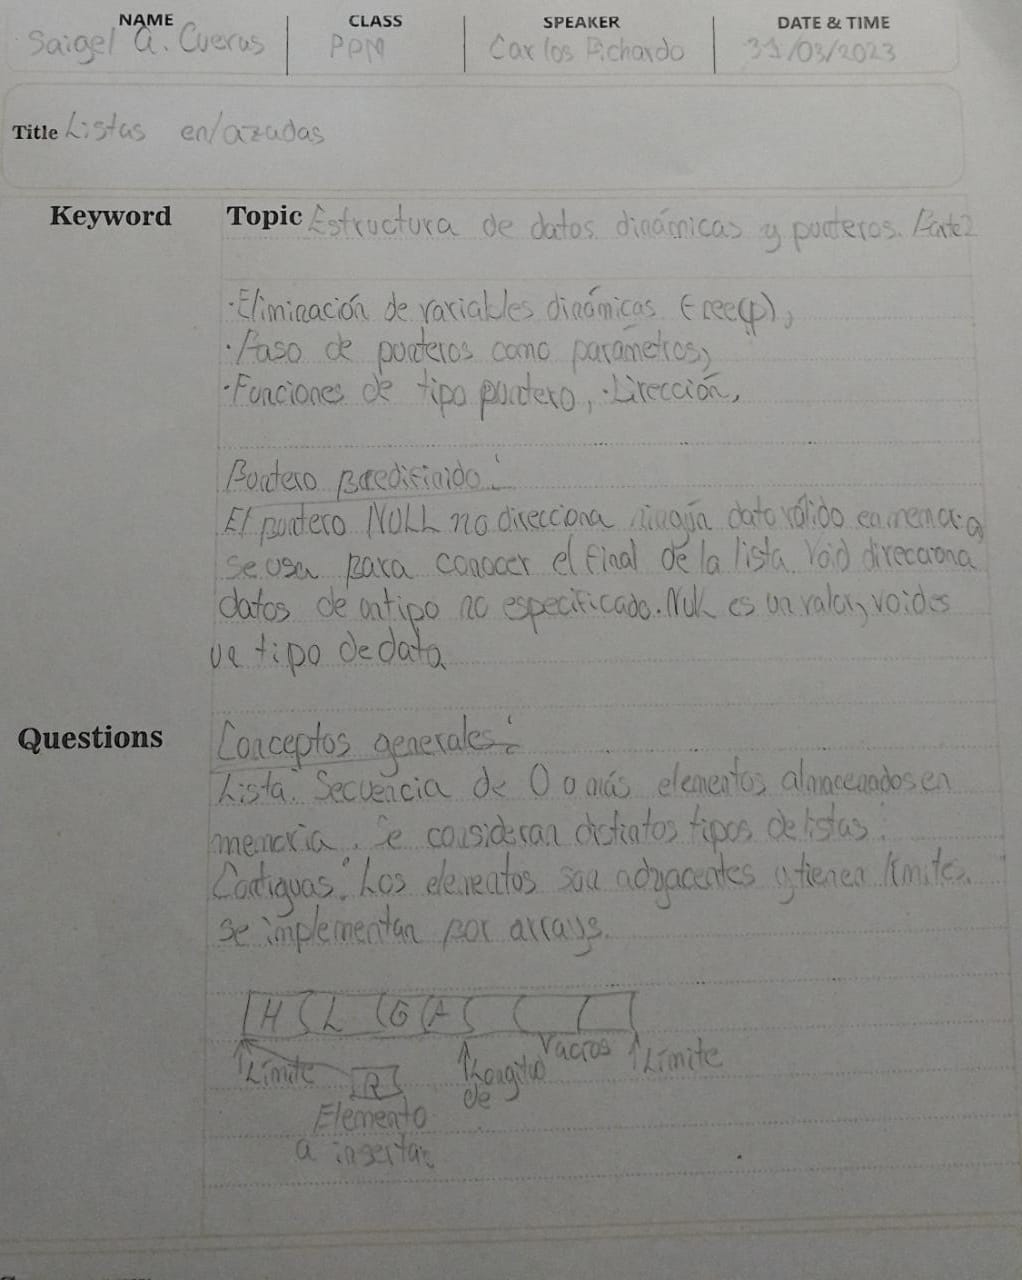 NAME CLASS SPEAKER DATE & TIME
Saigel A. Cuevas PPM Carlos Pichardo 31/03/2023
Title Listas enlazadas
Keyword Topic Estructura de datos dinámicas y punteros. Parte 2
·Eliminación de variables dinámicas Free(p),
·Paso de punteros como parámetros,
·Funciones de tipo puntero, ·Dirección,
Puntero predifinido:
El puntero NULL no direcciona ningún dato válido en memoria,
se usa para conocer el final de la lista. Void direcciona
datos de un tipo no especificado. Null es un valor, void es
un tipo de dato
Questions Conceptos generales:
Lista: Secuencia de 0 o más elementos almacenados en
memoria. Se consideran distintos tipos de listas:
Contiguas: Los elementos son adyacentes y tienen límite.
se implementan por arrays.
H L G A
Límite R Longitud de Vacíos Límite
Elemento
a insertar